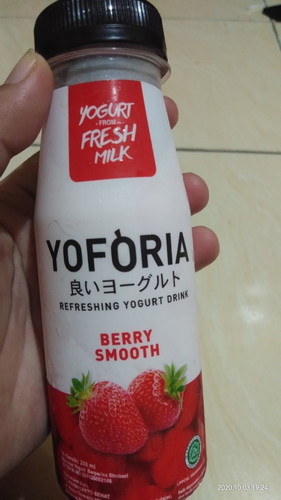 YOGURT
FROM
FRESH
MILK
YOFÒRIA
良いヨーグルト
REFRESHING YOGURT DRINK
BERRY
SMOOTH
2020.10.03 19:24